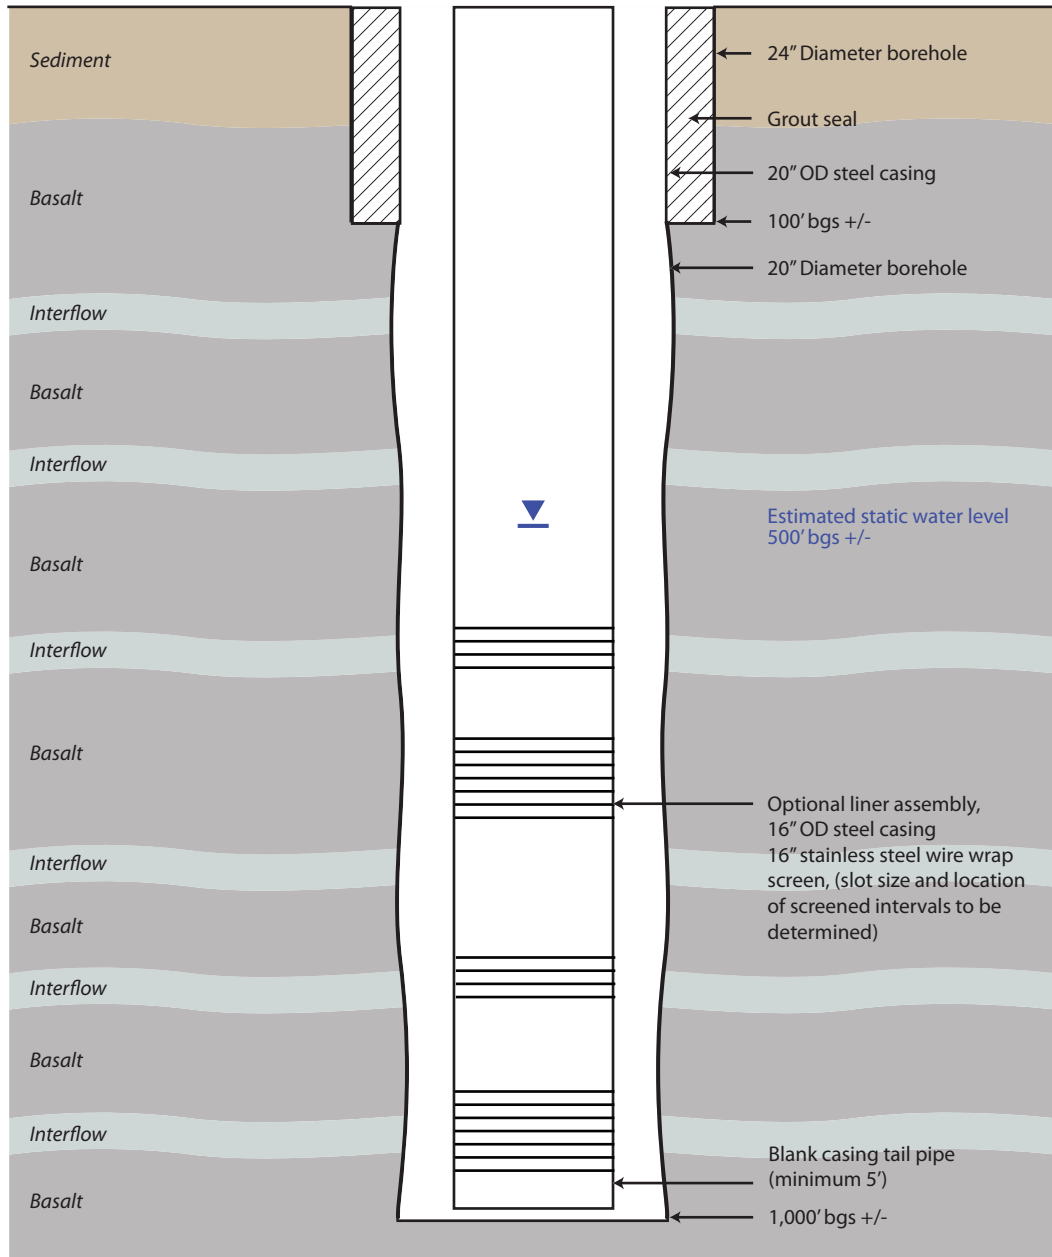 Sediment
24” Diameter borehole
Grout seal
20” OD steel casing
Basalt
100’ bgs +/-
20” Diameter borehole
Interflow
Basalt
Interflow
Estimated static water level
500’ bgs +/-
Basalt
Interflow
Basalt
Optional liner assembly,
16” OD steel casing
16” stainless steel wire wrap
screen, (slot size and location
of screened intervals to be
determined)
Interflow
Basalt
Interflow
Basalt
Interflow
Blank casing tail pipe
(minimum 5’)
Basalt
1,000’ bgs +/-